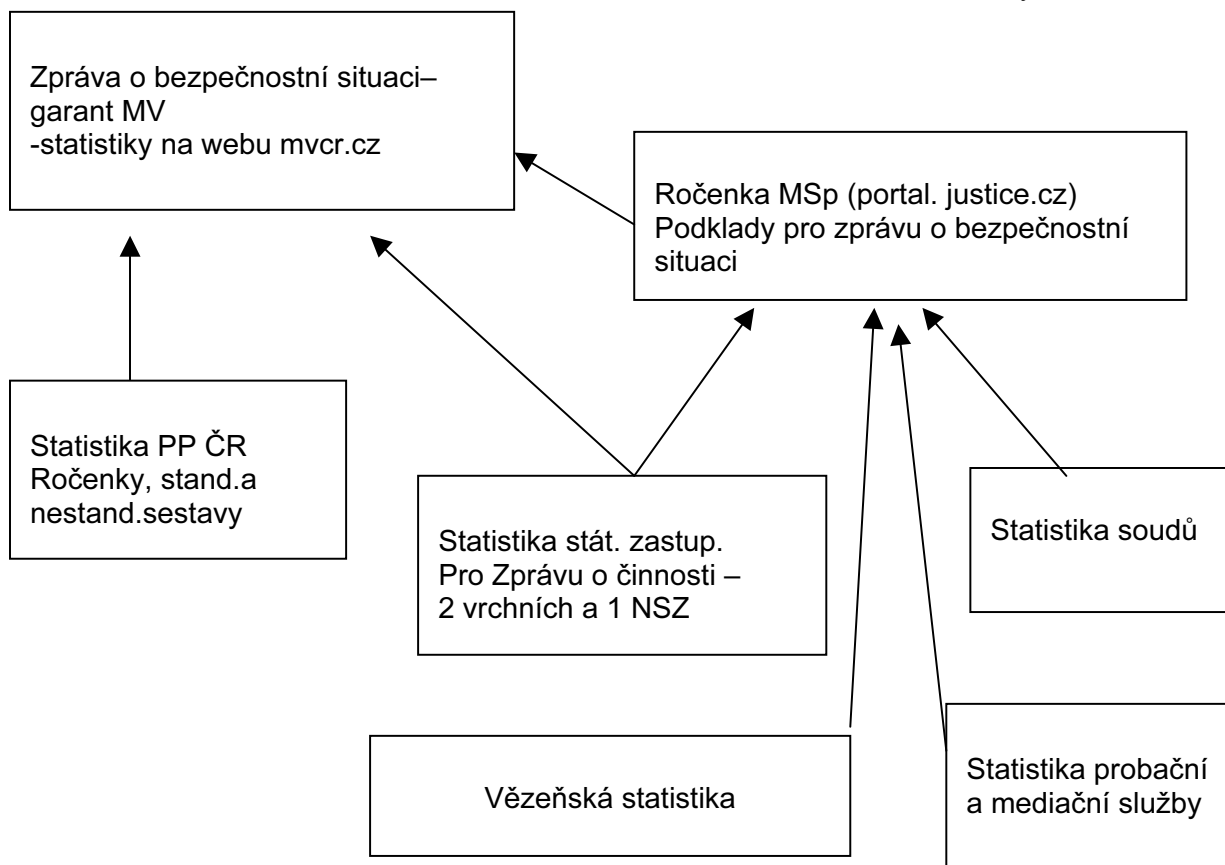 Zpráva o bezpečnostní situaci–
garant MV
-statistiky na webu mvcr.cz
Ročenka MSp (portal. justice.cz)
Podklady pro zprávu o bezpečnostní
situaci
Statistika PP ČR
Ročenky, stand.a
nestand.sestavy
Statistika stát. zastup.
Pro Zprávu o činnosti –
2 vrchních a 1 NSZ
Statistika soudů
Vězeňská statistika
Statistika probační
a mediační služby